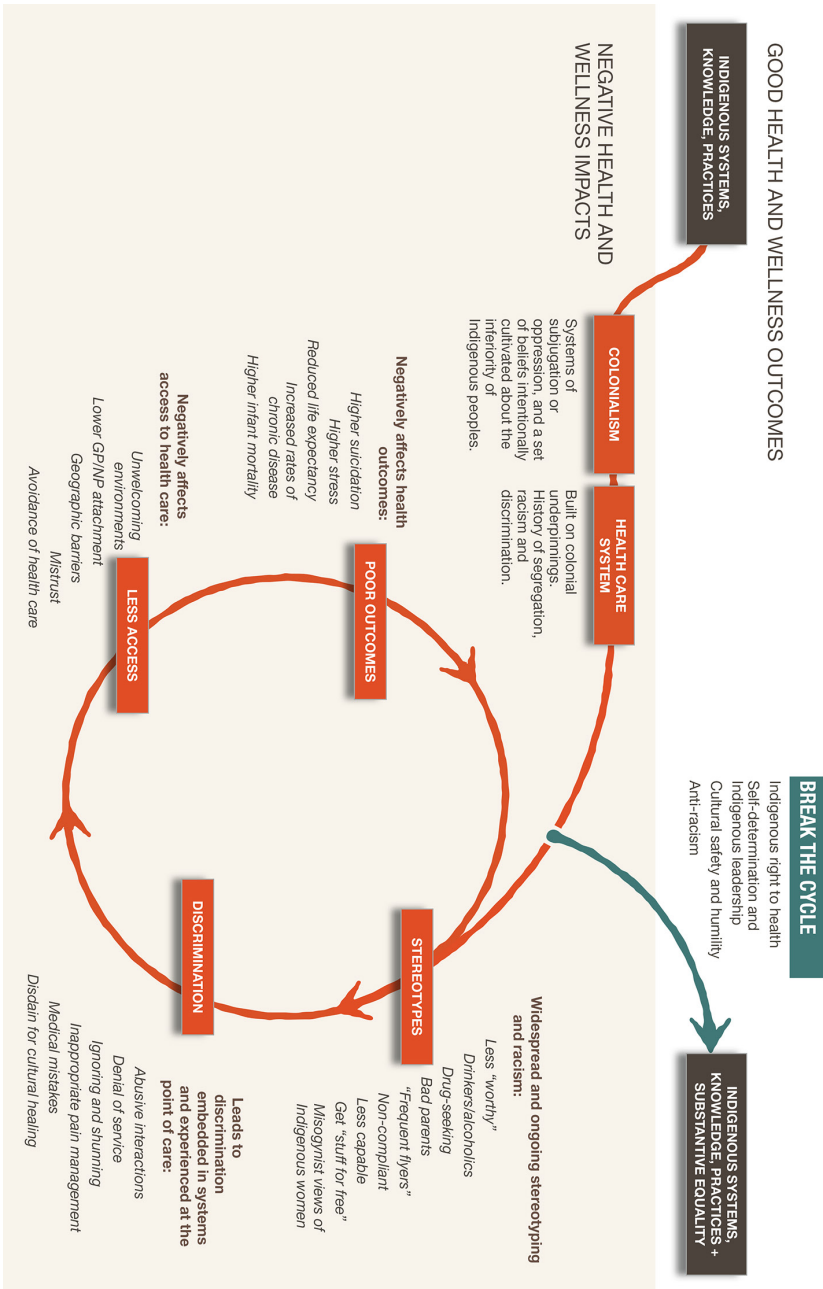 GOOD HEALTH AND WELLNESS OUTCOMES
INDIGENOUS SYSTEMS,
KNOWLEDGE, PRACTICES
BREAK THE CYCLE
Indigenous right to health
Self-determination and
Indigenous leadership
Cultural safety and humility
Anti-racism
INDIGENOUS SYSTEMS,
KNOWLEDGE, PRACTICES +
SUBSTANTIVE EQUALITY
NEGATIVE HEALTH AND
WELLNESS IMPACTS
COLONIALISM
Systems of
subjugation or
oppression, and a set
of beliefs intentionally
cultivated about the
inferiority of
Indigenous peoples.
HEALTH CARE
SYSTEM
Built on colonial
underpinnings.
History of segregation,
racism and
discrimination.
Widespread and ongoing stereotyping
and racism:
Less “worthy”
Drinkers/alcoholics
Drug-seeking
Bad parents
“Frequent flyers”
Non-compliant
Less capable
Get “stuff for free”
Misogynist views of
Indigenous women
STEREOTYPES
Negatively affects health
outcomes:
Higher suicidation
Higher stress
Reduced life expectancy
Increased rates of
chronic disease
Higher infant mortality
POOR OUTCOMES
DISCRIMINATION
Leads to
discrimination
embedded in systems
and experienced at the
point of care:
Abusive interactions
Denial of service
Ignoring and shunning
Inappropriate pain management
Medical mistakes
Disdain for cultural healing
Negatively affects
access to health care:
Unwelcoming
environments
Lower GP/NP attachment
Geographic barriers
Mistrust
Avoidance of health care
LESS ACCESS